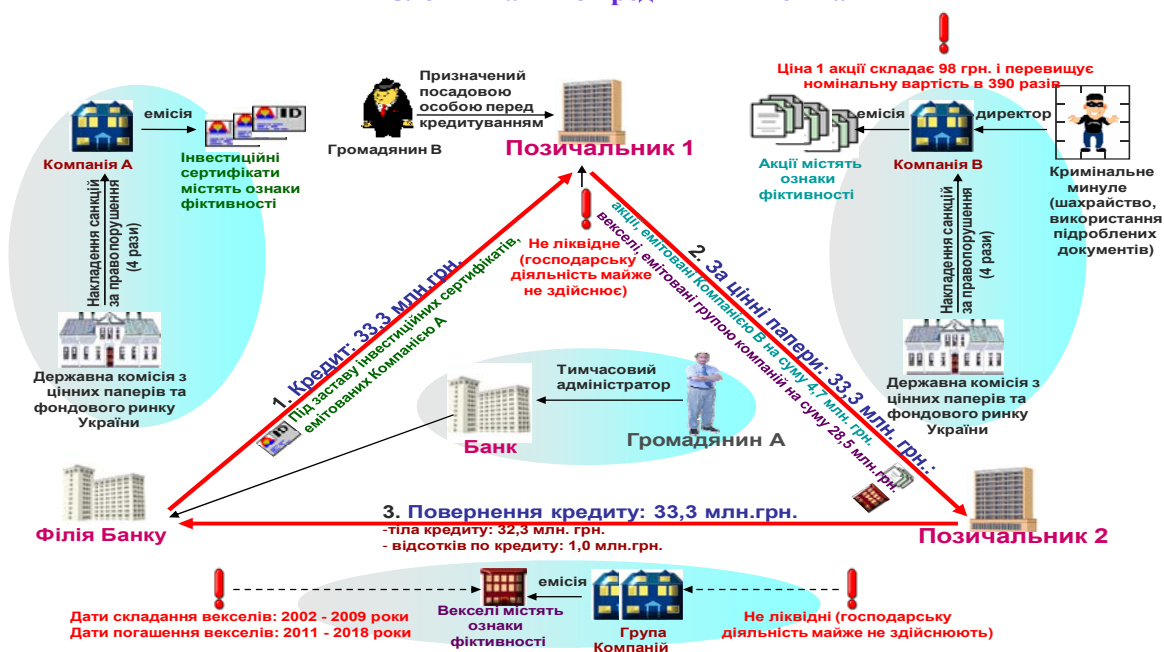 Ціна 1 акції складає 98 грн. і перевищує
номінальну вартість в 390 разів
Призначений
посадовою
особою перед
кредитуванням
Громадянин В
Позичальник 1
емісія
ID
Компанія А
Інвестиційні
сертифікати
містять ознаки
фіктивності
емісія
директор
Акції містять
ознаки
фіктивності
Компанія В
Кримінальне
минуле
(шахрайство,
використання
підроблених
документів)
Накладення санкцій
за правопорушення
(4 рази)
Державна комісія з
цінних паперів та
фондового ринку
України
Не ліквідне
(господарську
діяльність майже
не здійснює)
1. Кредит: 33,3 млн.грн.
Під заставу інвестиційних сертифікатів,
емітованих Компанією А
2. За цінні папери: 33,3 млн. грн.:
акції, емітовані Компанією В на суму 4,7 млн. грн.
векселі, емітовані групою компаній на суму 28,5 млн.грн.
Накладення санкцій
за правопорушення
(4 рази)
Державна комісія з
цінних паперів та
фондового ринку
України
Тимчасовий
адміністратор
Банк
Громадянин А
Філія Банку
3. Повернення кредиту: 33,3 млн.грн.
-тіла кредиту: 32,3 млн. грн.
- відсотків по кредиту: 1,0 млн.грн.
Позичальник 2
емісія
Дати складання векселів: 2002 - 2009 роки
Дати погашення векселів: 2011 - 2018 роки
Векселі містять
ознаки
фіктивності
Група
Компаній
Не ліквідні (господарську
діяльність майже не здійснюють)